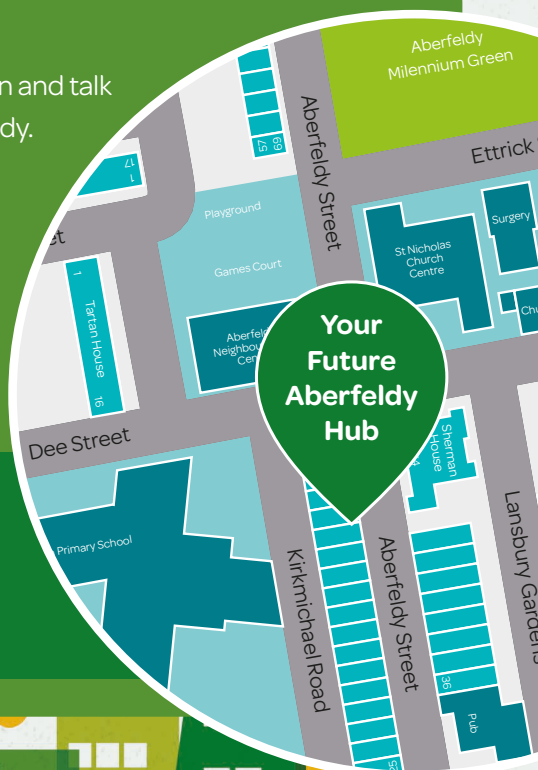 n and talk
dy.
Aberfeldy
Milennium Green
Aberfeldy Street
69
57
17
1
Ettrick
Playground
Games Court
Surgery
St Nicholas
Church
Centre
et
1
Tartan House
16
Your
Future
Aberfeldy
Hub
Dee Street
Sherman
House
Primary School
Kirkmichael Road
Aberfeldy Street
Lansbury Gardens
36
Pub